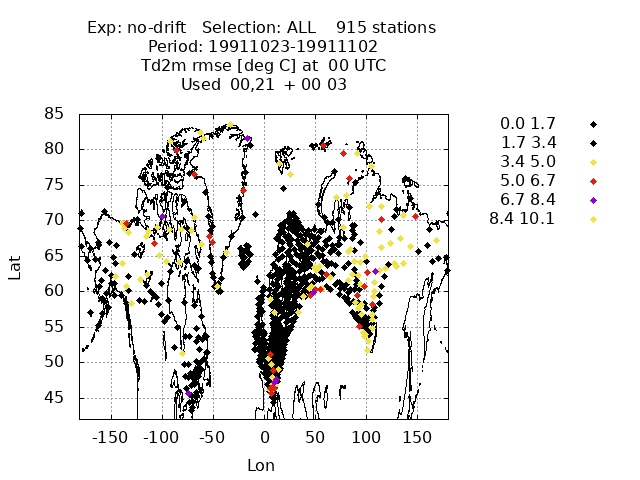 Exp: no-drift Selection: ALL 915 stations
Period: 19911023-19911102
Td2m rmse [deg C] at 00 UTC
Used 00,21 + 00 03
85
80
75
70
65
60
55
50
45
Lat
-150 -100 -50 0 50 100 150
Lon
0.0 1.7
1.7 3.4
3.4 5.0
5.0 6.7
6.7 8.4
8.4 10.1